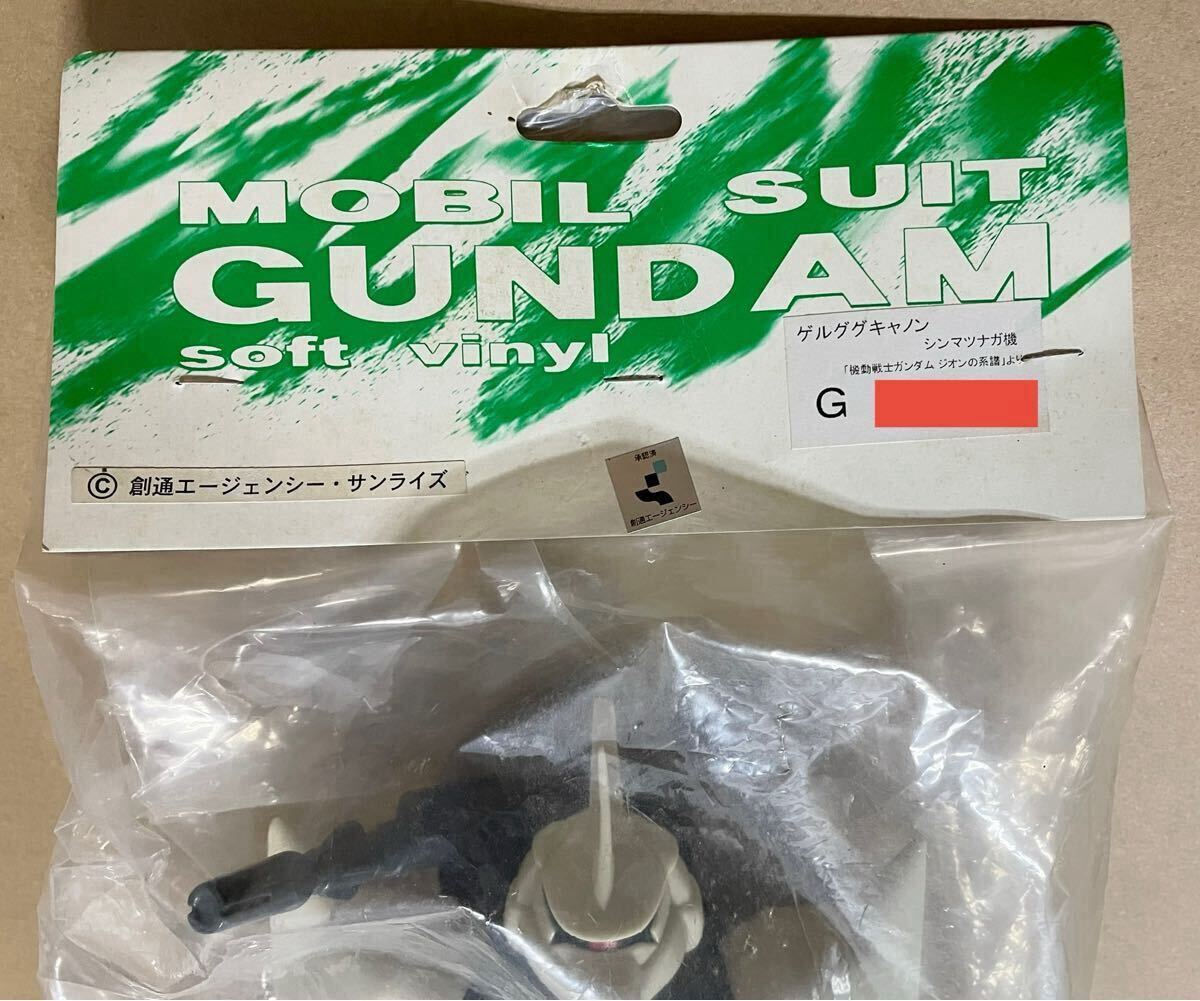 MOBIL SUIT
GUNDAM
soft vinyl
ゲルググキャノン
シンマツナガ機
「機動戦士ガンダム ジオンの系譜」より
G
© 創通エージェンシー・サンライズ
承認済
創通エージェンシー